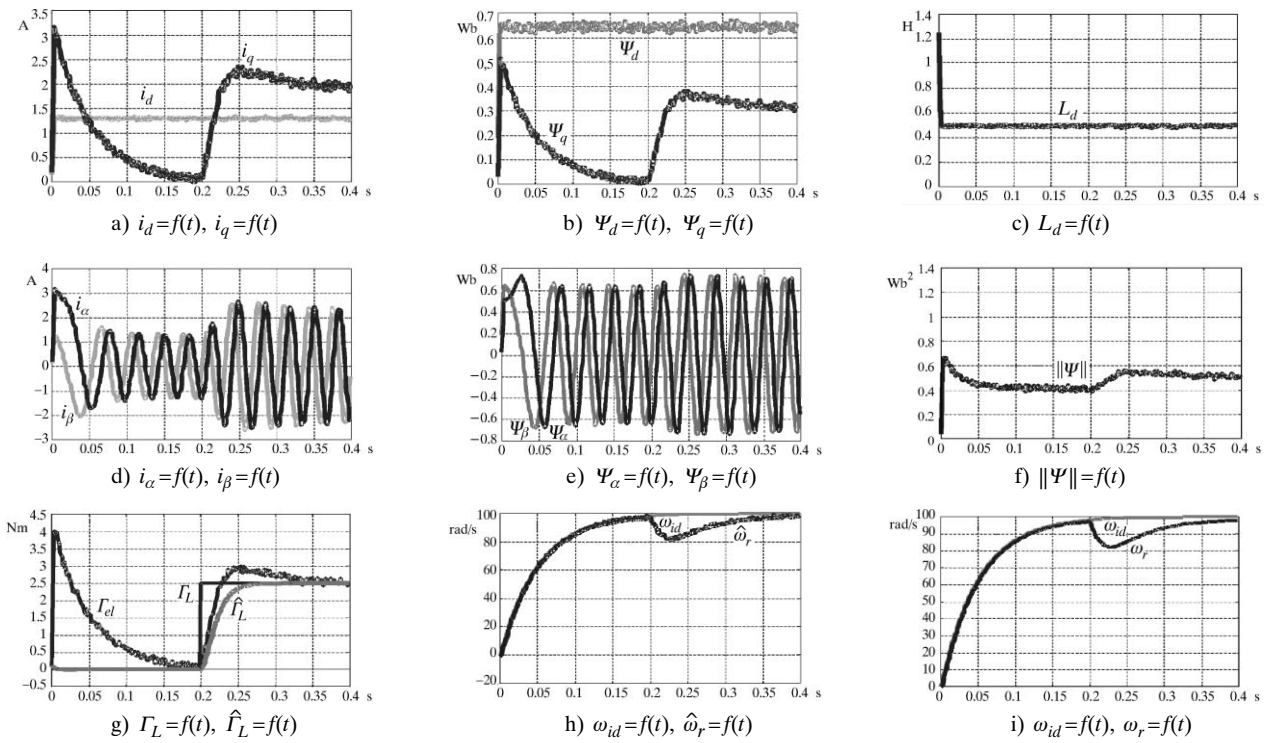 A
3.5
3
2.5
2
1.5
1
0.5
0
i_q
i_d
0 0.05 0.1 0.15 0.2 0.25 0.3 0.35 0.4 s
a) i_d=f(t), i_q=f(t)
Wb
0.7
0.6
0.5
0.4
0.3
0.2
0.1
0
Ψ_d
Ψ_q
0 0.05 0.1 0.15 0.2 0.25 0.3 0.35 0.4 s
b) Ψ_d=f(t), Ψ_q=f(t)
H
1.4
1.2
1
0.8
0.6
0.4
0.2
0
L_d
0 0.05 0.1 0.15 0.2 0.25 0.3 0.35 0.4 s
c) L_d=f(t)
A
4
3
2
1
0
−1
−2
−3
i_α
i_β
0 0.05 0.1 0.15 0.2 0.25 0.3 0.35 0.4 s
d) i_α=f(t), i_β=f(t)
Wb
0.8
0.6
0.4
0.2
0
−0.2
−0.4
−0.6
−0.8
Ψ_β Ψ_α
0 0.05 0.1 0.15 0.2 0.25 0.3 0.35 0.4 s
e) Ψ_α=f(t), Ψ_β=f(t)
Wb²
1.4
1.2
1
0.8
0.6
0.4
0.2
0
‖Ψ‖
0 0.05 0.1 0.15 0.2 0.25 0.3 0.35 0.4 s
f) ‖Ψ‖=f(t)
Nm
4.5
4
3.5
3
2.5
2
1.5
1
0.5
0
−0.5
Γ_el
Γ_L
Γ̂_L
0 0.05 0.1 0.15 0.2 0.25 0.3 0.35 0.4 s
g) Γ_L=f(t), Γ̂_L=f(t)
rad/s
100
80
60
40
20
0
−20
ω_id
ω̂_r
0 0.05 0.1 0.15 0.2 0.25 0.3 0.35 0.4 s
h) ω_id=f(t), ω̂_r=f(t)
rad/s
100
90
80
70
60
50
40
30
20
10
0
ω_id
ω_r
0 0.05 0.1 0.15 0.2 0.25 0.3 0.35 0.4 s
i) ω_id=f(t), ω_r=f(t)